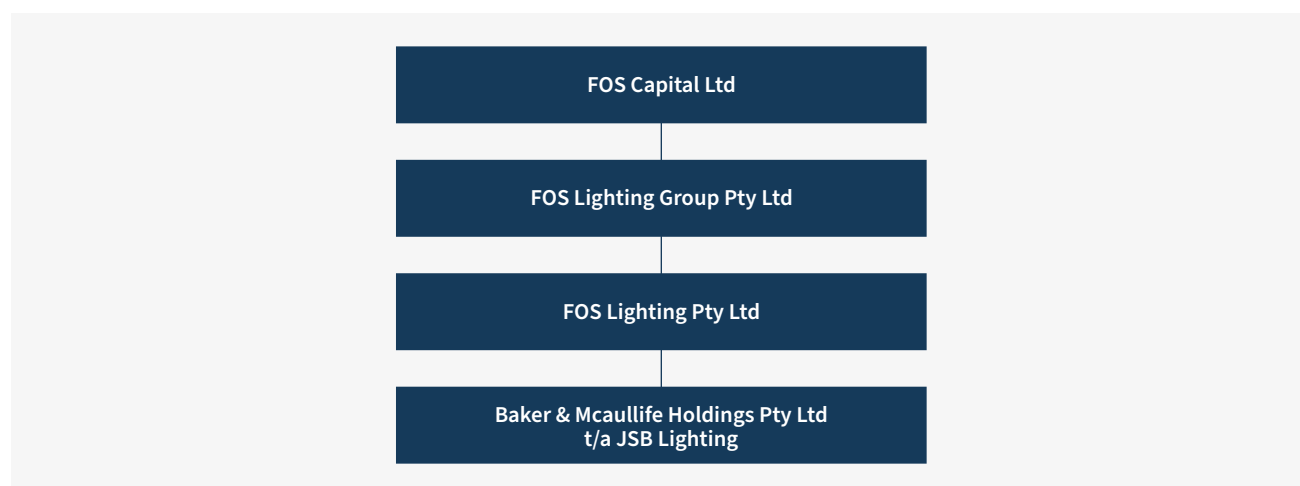 FOS Capital Ltd
FOS Lighting Group Pty Ltd
FOS Lighting Pty Ltd
Baker & Mcaullife Holdings Pty Ltd
t/a JSB Lighting